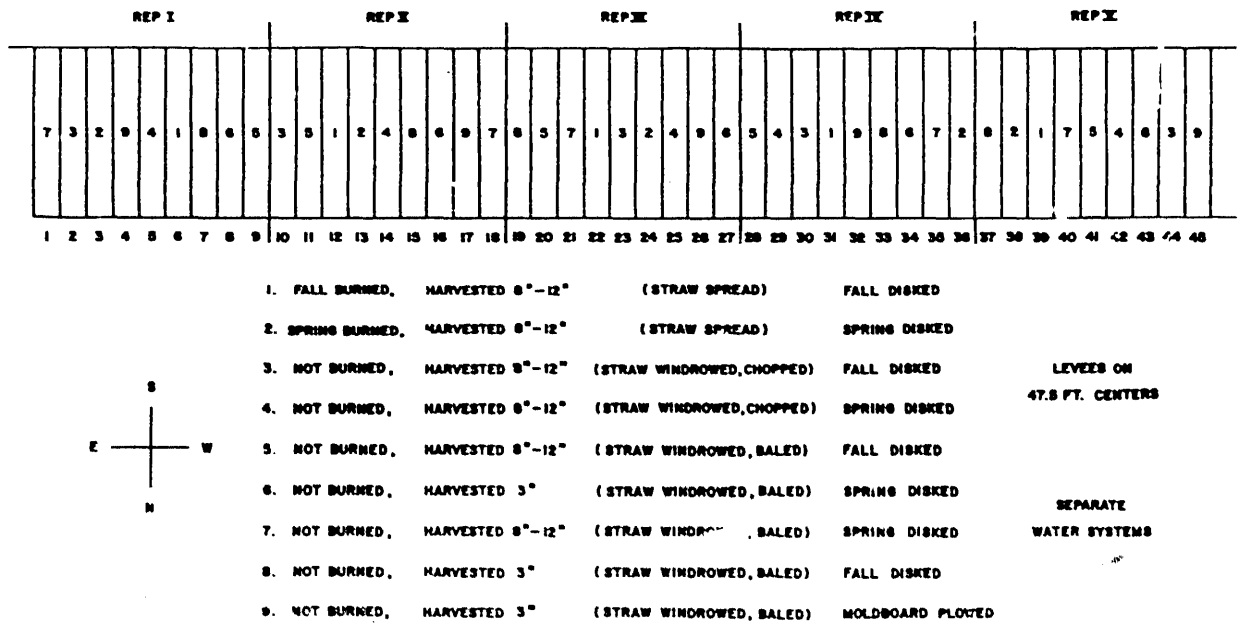 REP I REP II REP III REP IV REP V
7 3 2 9 4 1 8 6 5 3 5 1 2 4 8 6 9 7 8 5 7 1 3 2 4 9 6 5 4 3 1 9 8 6 7 2 8 2 1 7 5 4 6 3 9
1 2 3 4 5 6 7 8 9 10 11 12 13 14 15 16 17 18 19 20 21 22 23 24 25 26 27 28 29 30 31 32 33 34 35 36 37 38 39 40 41 42 43 44 45
1. FALL BURNED, HARVESTED 8"-12" (STRAW SPREAD) FALL DISKED
2. SPRING BURNED, HARVESTED 8"-12" (STRAW SPREAD) SPRING DISKED
3. NOT BURNED, HARVESTED 8"-12" (STRAW WINDROWED, CHOPPED) FALL DISKED
4. NOT BURNED, HARVESTED 8"-12" (STRAW WINDROWED, CHOPPED) SPRING DISKED
5. NOT BURNED, HARVESTED 8"-12" (STRAW WINDROWED, BALED) FALL DISKED
6. NOT BURNED, HARVESTED 3" (STRAW WINDROWED, BALED) SPRING DISKED
7. NOT BURNED, HARVESTED 8"-12" (STRAW , BALED) SPRING DISKED
8. NOT BURNED, HARVESTED 3" (STRAW WINDROWED, BALED) FALL DISKED
9. NOT BURNED, HARVESTED 3" (STRAW WINDROWED, BALED) MOLDBOARD PLOWED
S
E W
N
LEVEES ON
47.5 FT. CENTERS
SEPARATE
WATER SYSTEMS